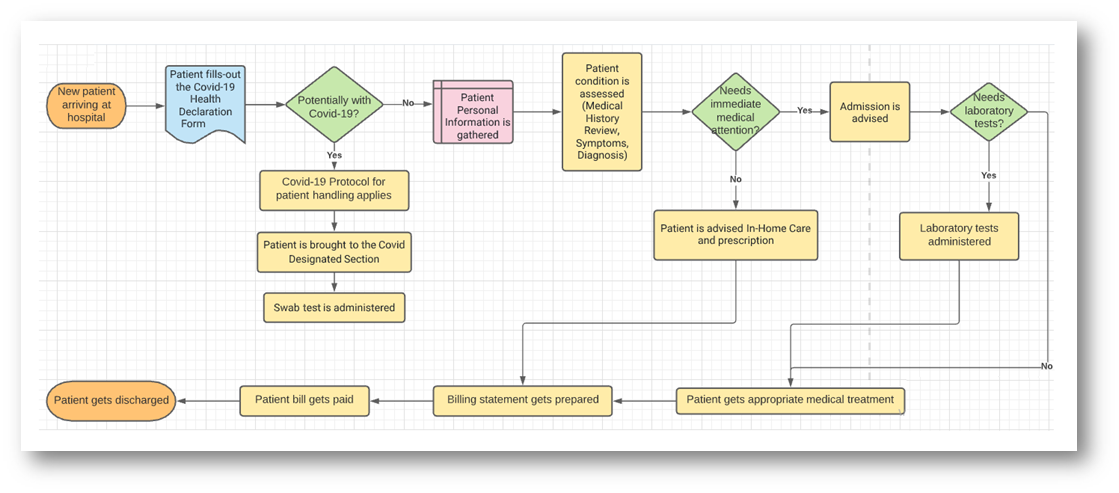 New patient
arriving at
hospital
Patient fills-out
the Covid-19
Health
Declaration
Form
Potentially with
Covid-19?
No
Yes
Covid-19 Protocol for
patient handling applies
Patient is brought to the Covid
Designated Section
Swab test is administered
Patient
Personal
Information is
gathered
Patient
condition is
assessed
(Medical
History
Review,
Symptoms,
Diagnosis)
Needs
immediate
medical
attention?
Yes
No
Patient is advised In-Home Care
and prescription
Admission is
advised
Needs
laboratory
tests?
Yes
Laboratory tests
administered
No
Patient gets appropriate medical treatment
Billing statement gets prepared
Patient bill gets paid
Patient gets discharged